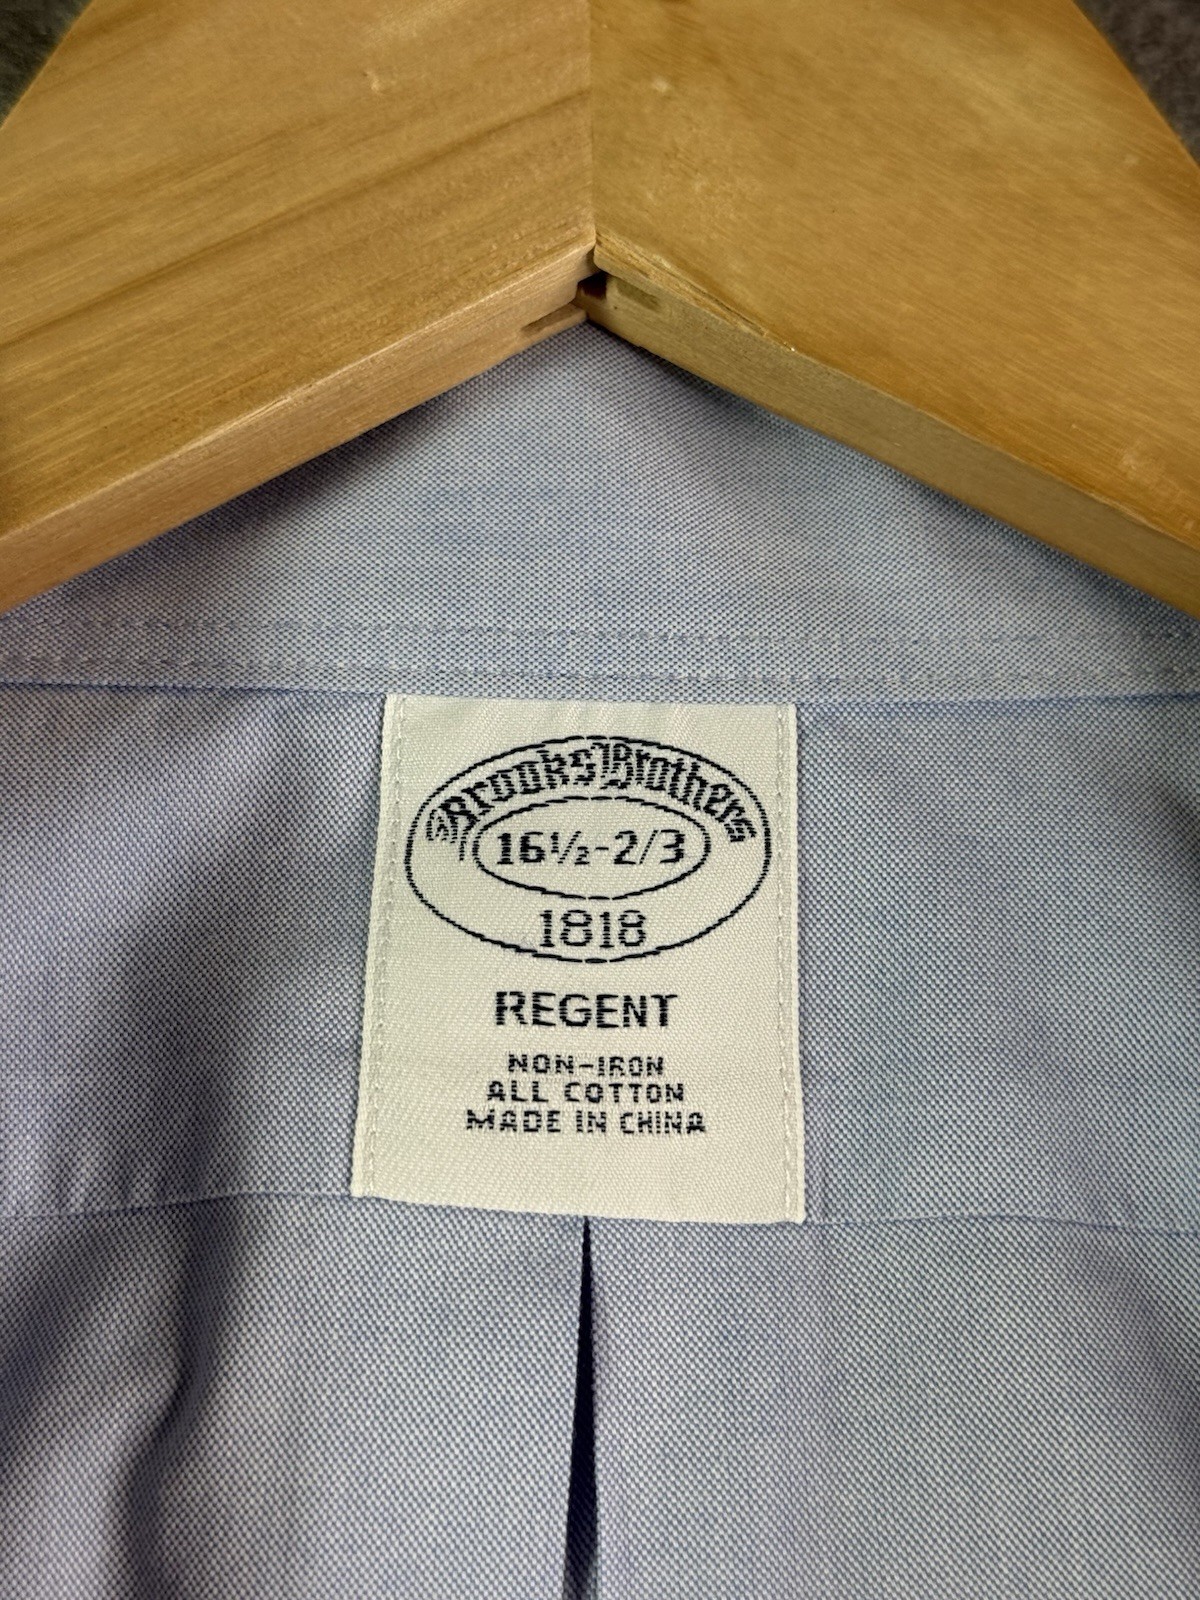 Brooks Brothers
16½-2/3
1818
REGENT
NON-IRON
ALL COTTON
MADE IN CHINA